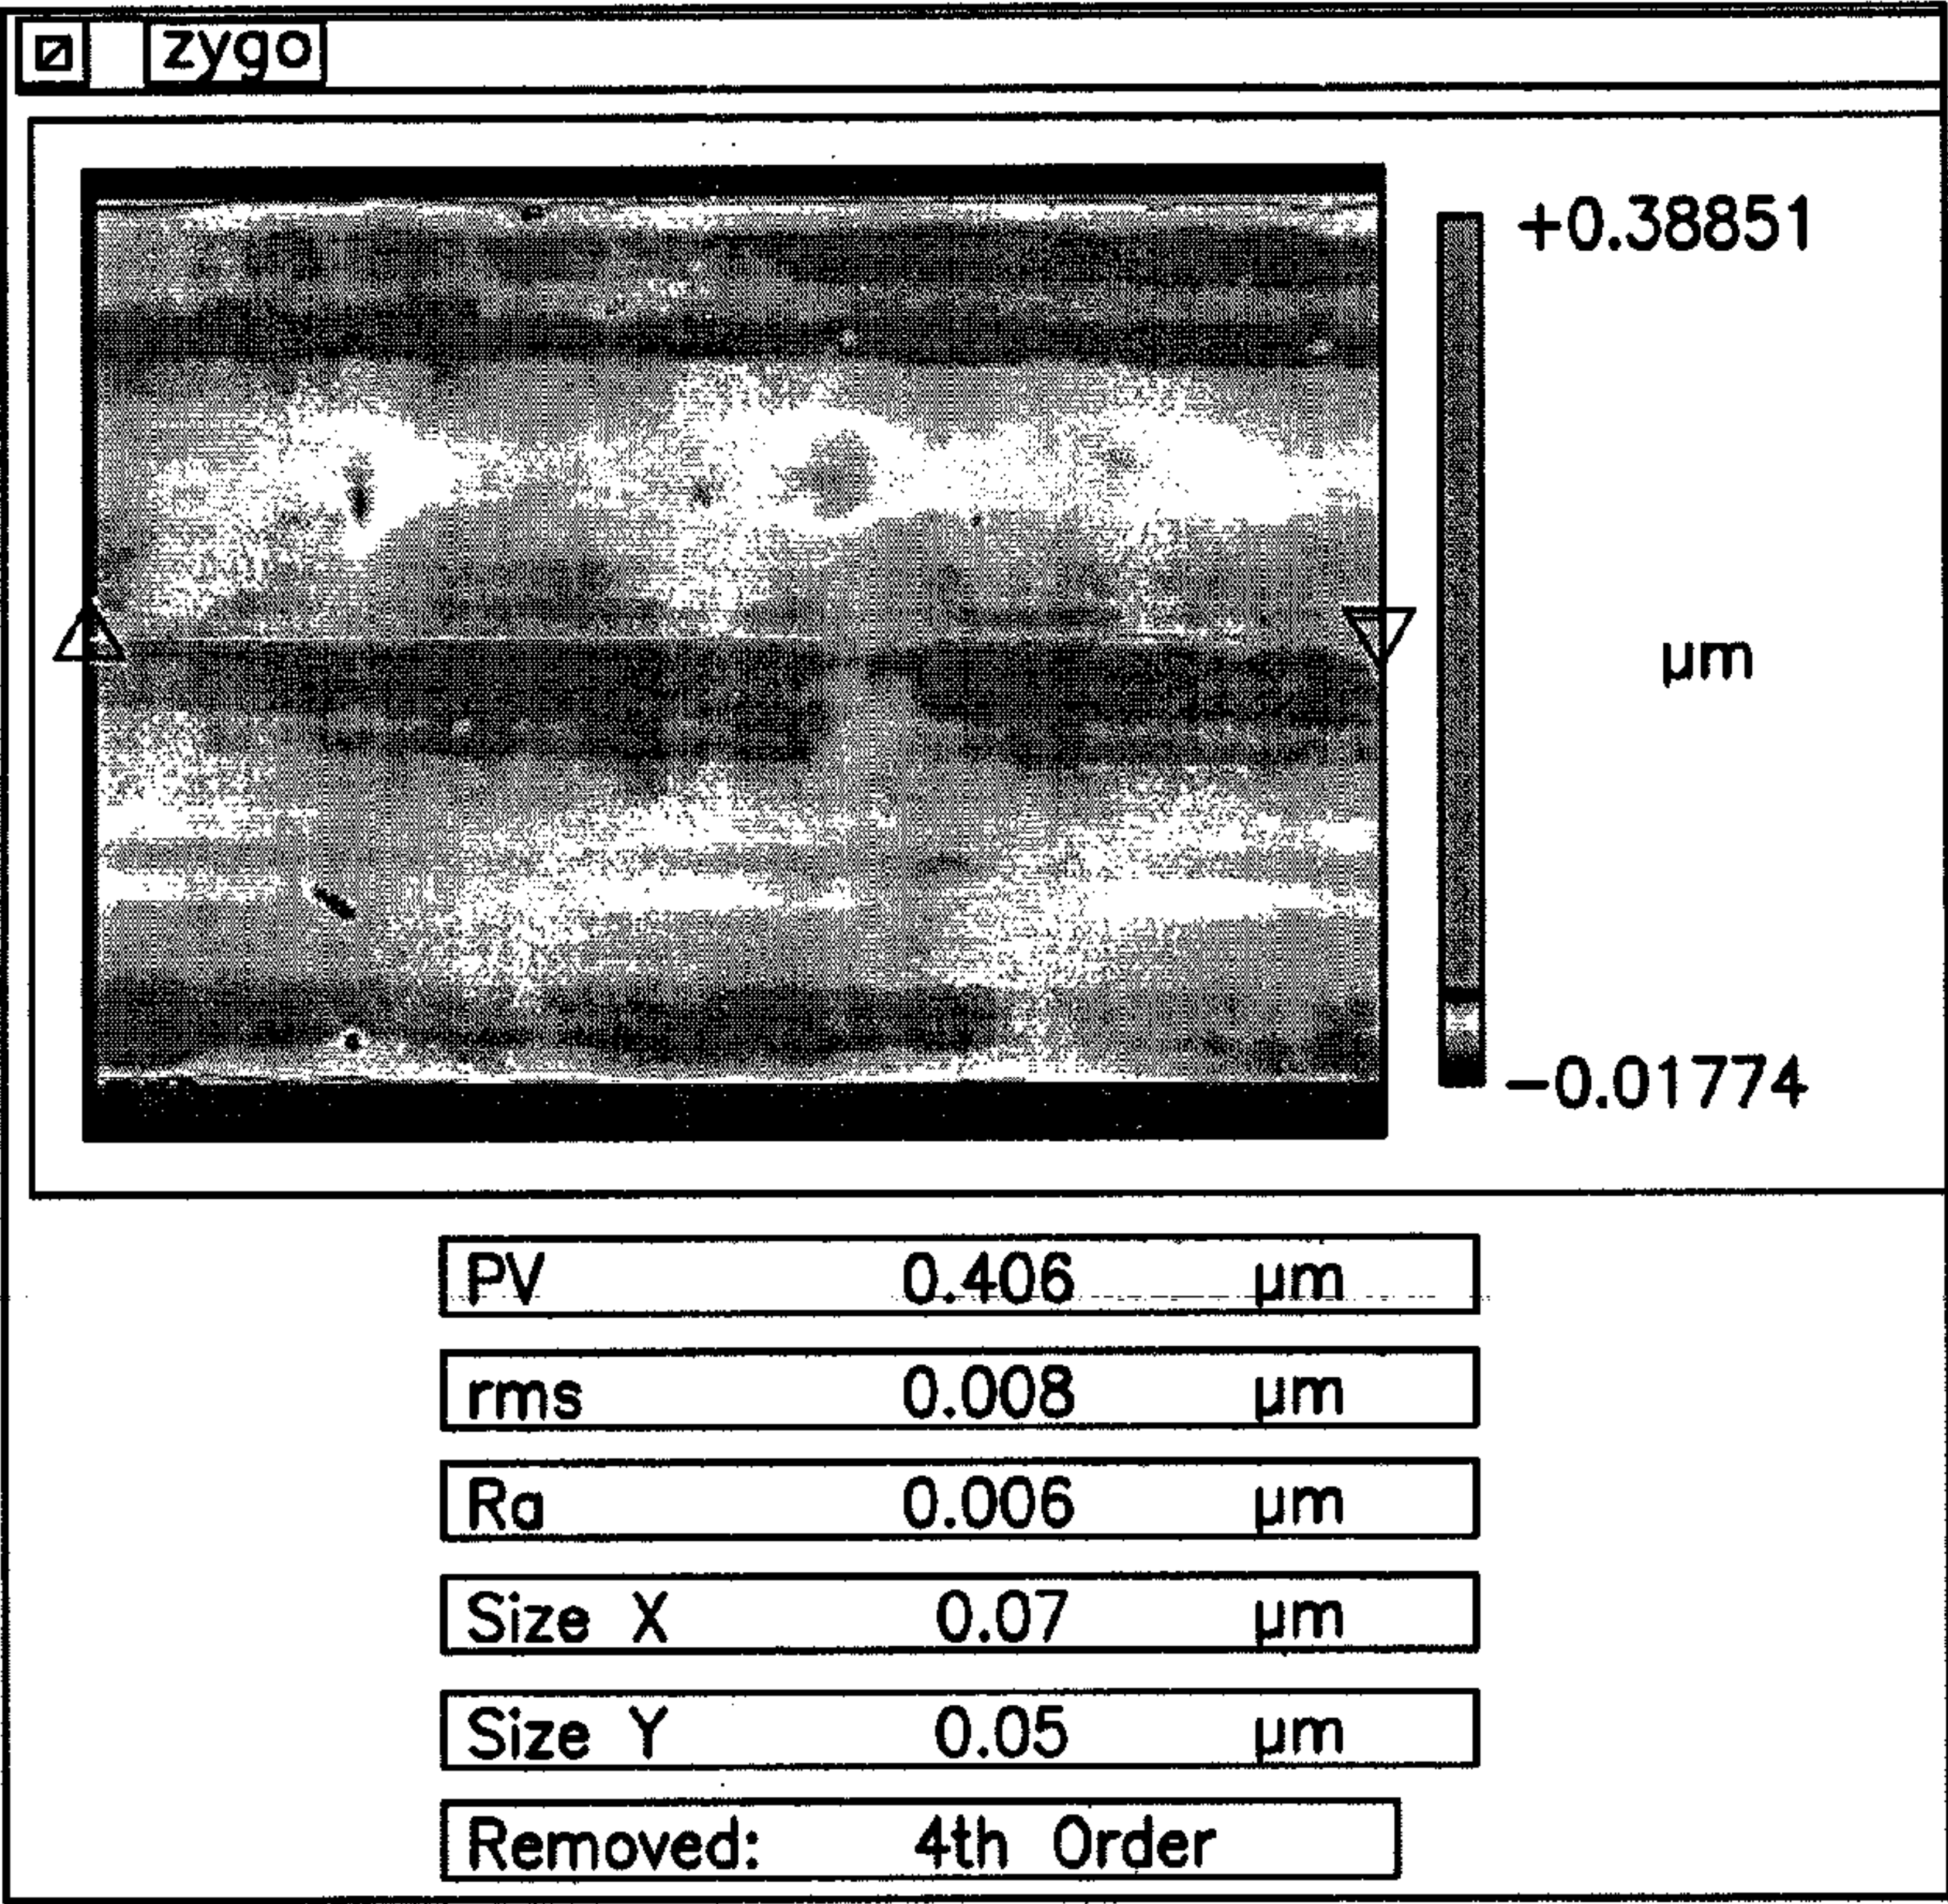 zygo
+0.38851
µm
−0.01774
PV 0.406 µm
rms 0.008 µm
Ra 0.006 µm
Size X 0.07 µm
Size Y 0.05 µm
Removed: 4th Order